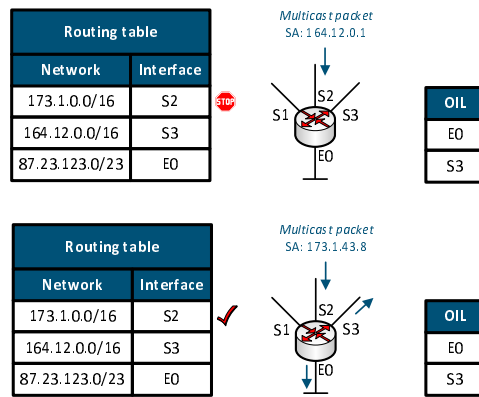 Routing table
Network Interface
173.1.0.0/16 S2
164.12.0.0/16 S3
87.23.123.0/23 E0
STOP
Multicast packet
SA: 164.12.0.1
S2
S1 S3
E0
OIL
E0
S3
Routing table
Network Interface
173.1.0.0/16 S2
164.12.0.0/16 S3
87.23.123.0/23 E0
Multicast packet
SA: 173.1.43.8
S2
S1 S3
E0
OIL
E0
S3